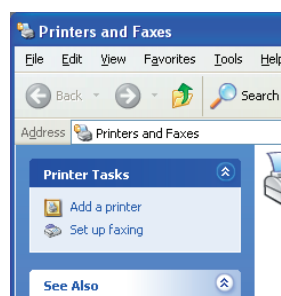 Printers and Faxes
File Edit View Favorites Tools Help
Back Search
Address Printers and Faxes
Printer Tasks
Add a printer
Set up faxing
See Also